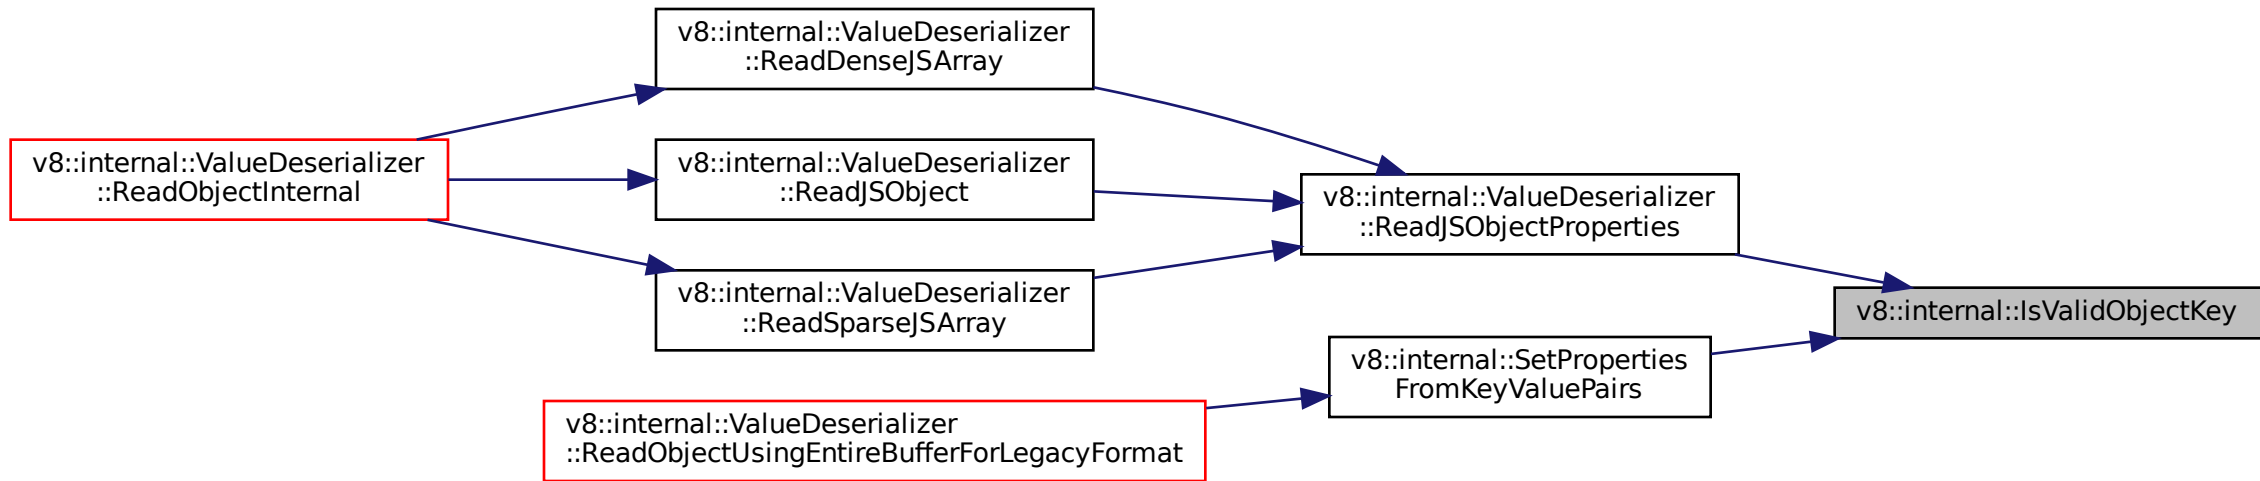 v8::internal::ValueDeserializer
::ReadDenseJSArray
v8::internal::ValueDeserializer
::ReadObjectInternal
v8::internal::ValueDeserializer
::ReadJSObject
v8::internal::ValueDeserializer
::ReadJSObjectProperties
v8::internal::ValueDeserializer
::ReadSparseJSArray
v8::internal::IsValidObjectKey
v8::internal::SetProperties
FromKeyValuePairs
v8::internal::ValueDeserializer
::ReadObjectUsingEntireBufferForLegacyFormat